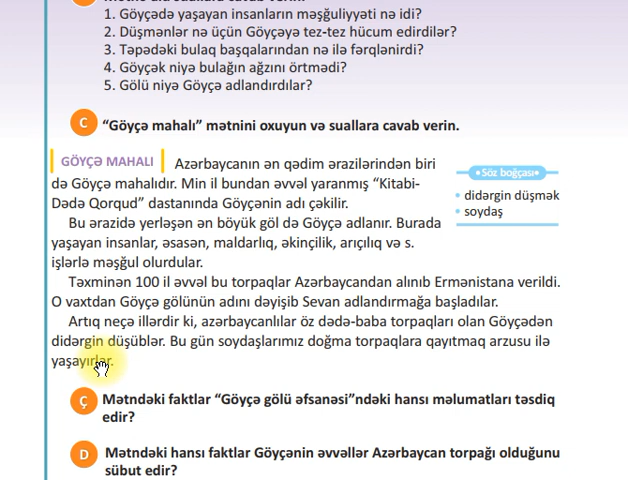 1. Göyçədə yaşayan insanların məşğuliyyəti nə idi?
2. Düşmənlər nə üçün Göyçəyə tez-tez hücum edirdilər?
3. Təpədəki bulaq başqalarından nə ilə fərqlənirdi?
4. Göyçək niyə bulağın ağzını örtmədi?
5. Gölü niyə Göyçə adlandırdılar?
C “Göyçə mahalı” mətnini oxuyun və suallara cavab verin.
GÖYÇƏ MAHALI Azərbaycanın ən qədim ərazilərindən biri
də Göyçə mahalıdır. Min il bundan əvvəl yaranmış “Kitabi-
Dədə Qorqud” dastanında Göyçənin adı çəkilir.
Bu ərazidə yerləşən ən böyük göl də Göyçə adlanır. Burada
yaşayan insanlar, əsasən, maldarlıq, əkinçilik, arıçılıq və s.
işlərlə məşğul olurdular.
•Söz boğçası•
• didərgin düşmək
• soydaş
Təxminən 100 il əvvəl bu torpaqlar Azərbaycandan alınıb Ermənistana verildi.
O vaxtdan Göyçə gölünün adını dəyişib Sevan adlandırmağa başladılar.
Artıq neçə illərdir ki, azərbaycanlılar öz dədə-baba torpaqları olan Göyçədən
didərgin düşüblər. Bu gün soydaşlarımız doğma torpaqlara qayıtmaq arzusu ilə
yaşayırlar.
Ç Mətndəki faktlar “Göyçə gölü əfsanəsi”ndəki hansı məlumatları təsdiq
edir?
D Mətndəki hansı faktlar Göyçənin əvvəllər Azərbaycan torpağı olduğunu
sübut edir?